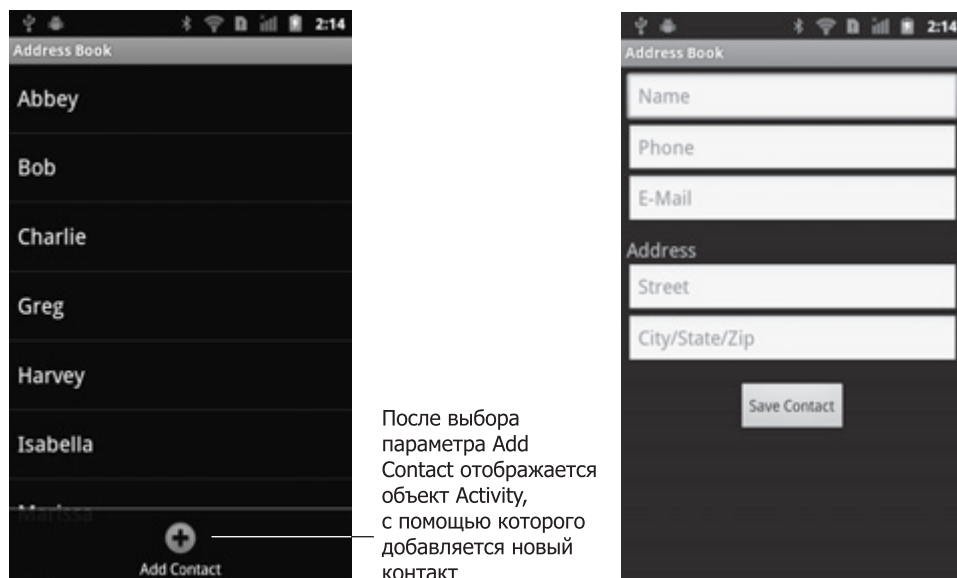 2:14
Address Book
Abbey
Bob
Charlie
Greg
Harvey
Isabella
Marissa
Add Contact
После выбора
параметра Add
Contact отображается
объект Activity,
с помощью которого
добавляется новый
контакт
2:14
Address Book
Name
Phone
E-Mail
Address
Street
City/State/Zip
Save Contact